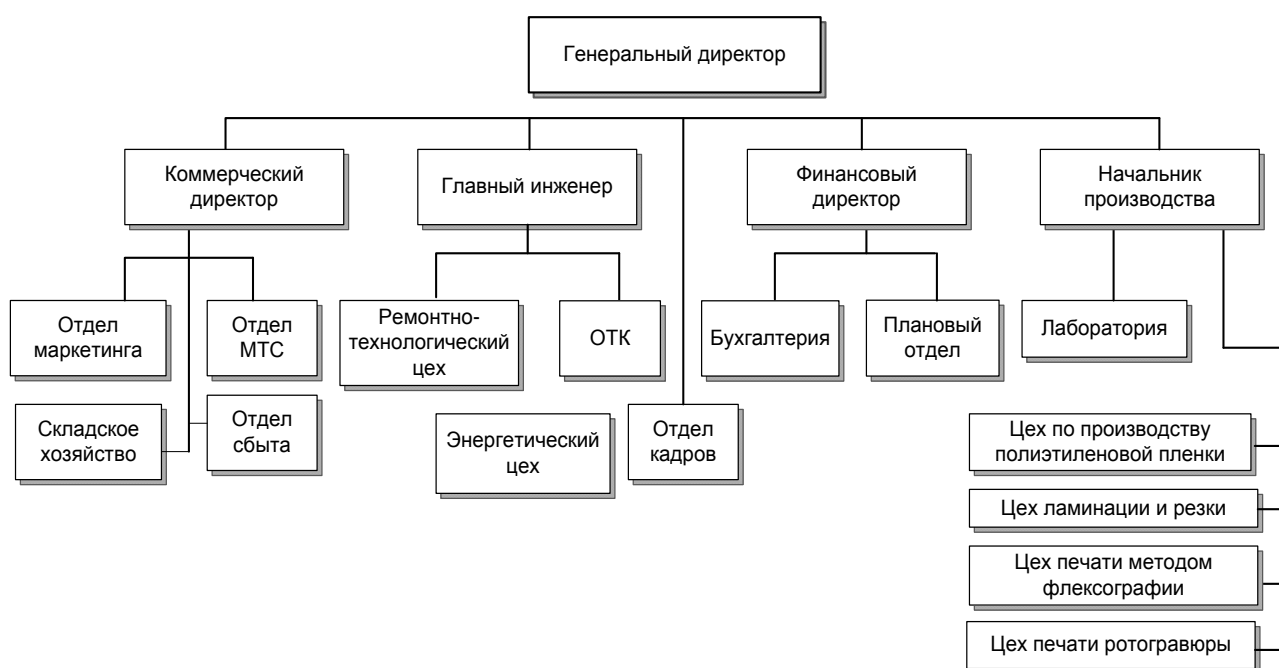 Генеральный директор
Коммерческий
директор
Главный инженер
Финансовый
директор
Начальник
производства
Отдел
маркетинга
Отдел
МТС
Ремонтно-
технологический
цех
ОТК
Бухгалтерия
Плановый
отдел
Лаборатория
Складское
хозяйство
Отдел
сбыта
Энергетический
цех
Отдел
кадров
Цех по производству
полиэтиленовой пленки
Цех ламинации и резки
Цех печати методом
флексографии
Цех печати ротогравюры